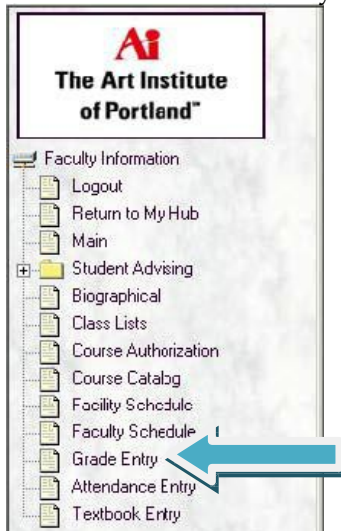 Ai
The Art Institute
of Portland™
Faculty Information
Logout
Return to My Hub
Main
Student Advising
Biographical
Class Lists
Course Authorization
Course Catalog
Facility Schedule
Faculty Schedule
Grade Entry
Attendance Entry
Textbook Entry